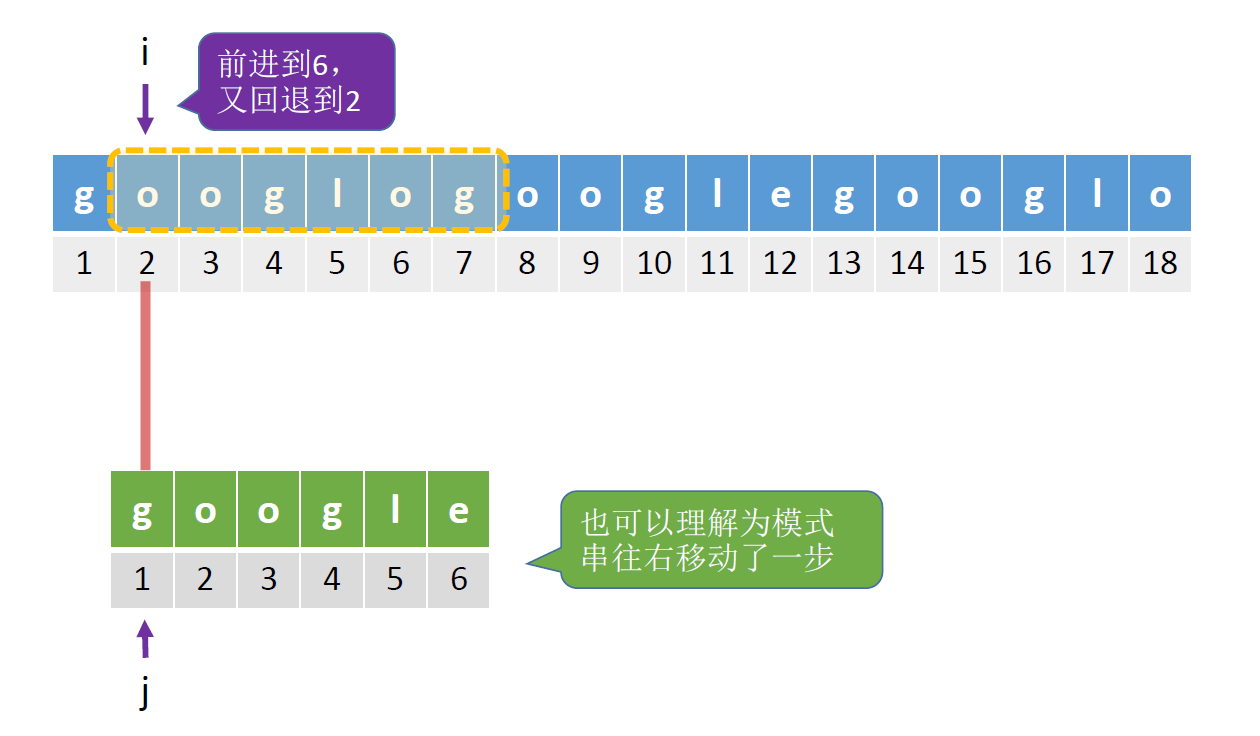 i
前进到6，
又回退到2
g o o g l o g o o g l e g o o g l o
1 2 3 4 5 6 7 8 9 10 11 12 13 14 15 16 17 18
g o o g l e
1 2 3 4 5 6
也可以理解为模式
串往右移动了一步
j